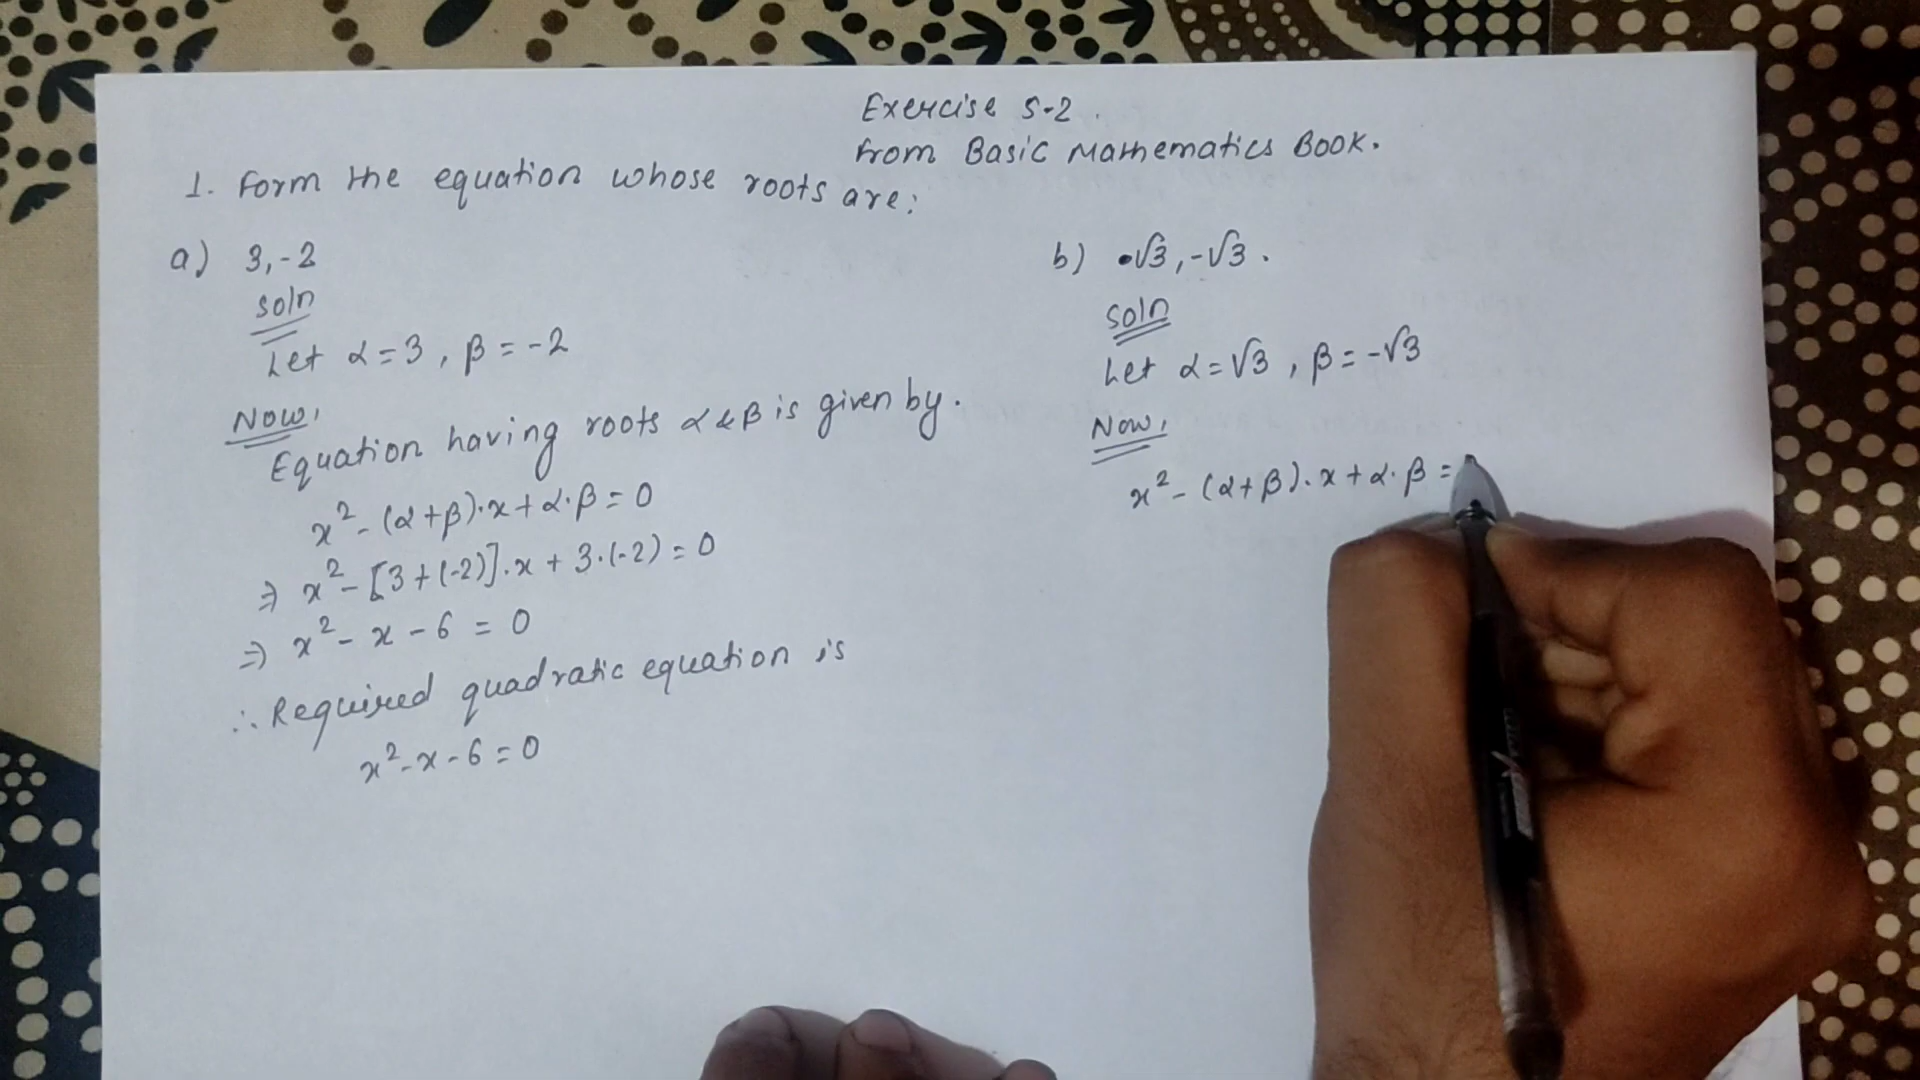 Exercise 5-2.
from Basic Mathematics Book.
1. Form the equation whose roots are:
a) 3, -2
soln
Let α = 3, β = -2
Now,
Equation having roots α & β is given by.
x² - (α + β)·x + α·β = 0
⇒ x² - [3 + (-2)]·x + 3·(-2) = 0
⇒ x² - x - 6 = 0
∴ Required quadratic equation is
x² - x - 6 = 0
b) √3, -√3.
soln
Let α = √3, β = -√3
Now,
x² - (α + β)·x + α·β =